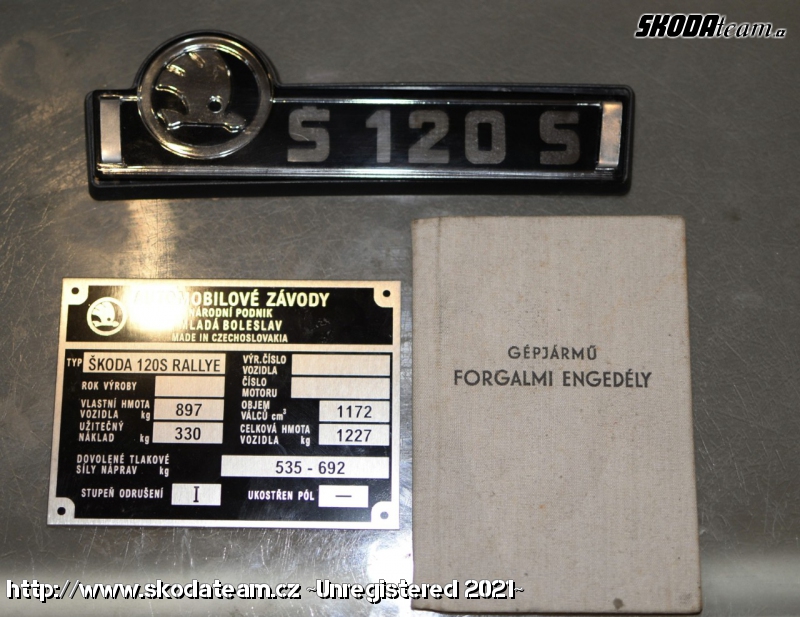 SKODAteam.cz
Š 120 S
AUTOMOBILOVÉ ZÁVODY
NÁRODNÍ PODNIK
MLADÁ BOLESLAV
MADE IN CZECHOSLOVAKIA
TYP ŠKODA 120S RALLYE
VÝR.ČÍSLO VOZIDLA
ROK VÝROBY
ČÍSLO MOTORU
VLASTNÍ HMOTA VOZIDLA kg 897
OBJEM VÁLCŮ cm³ 1172
UŽITEČNÝ NÁKLAD kg 330
CELKOVÁ HMOTA VOZIDLA kg 1227
DOVOLENÉ TLAKOVÉ SÍLY NÁPRAV kg 535 - 692
STUPEŇ ODRUŠENÍ I
UKOSTŘEN PÓL —
GÉPJÁRMŰ
FORGALMI ENGEDÉLY
http://www.skodateam.cz ~Unregistered 2021~